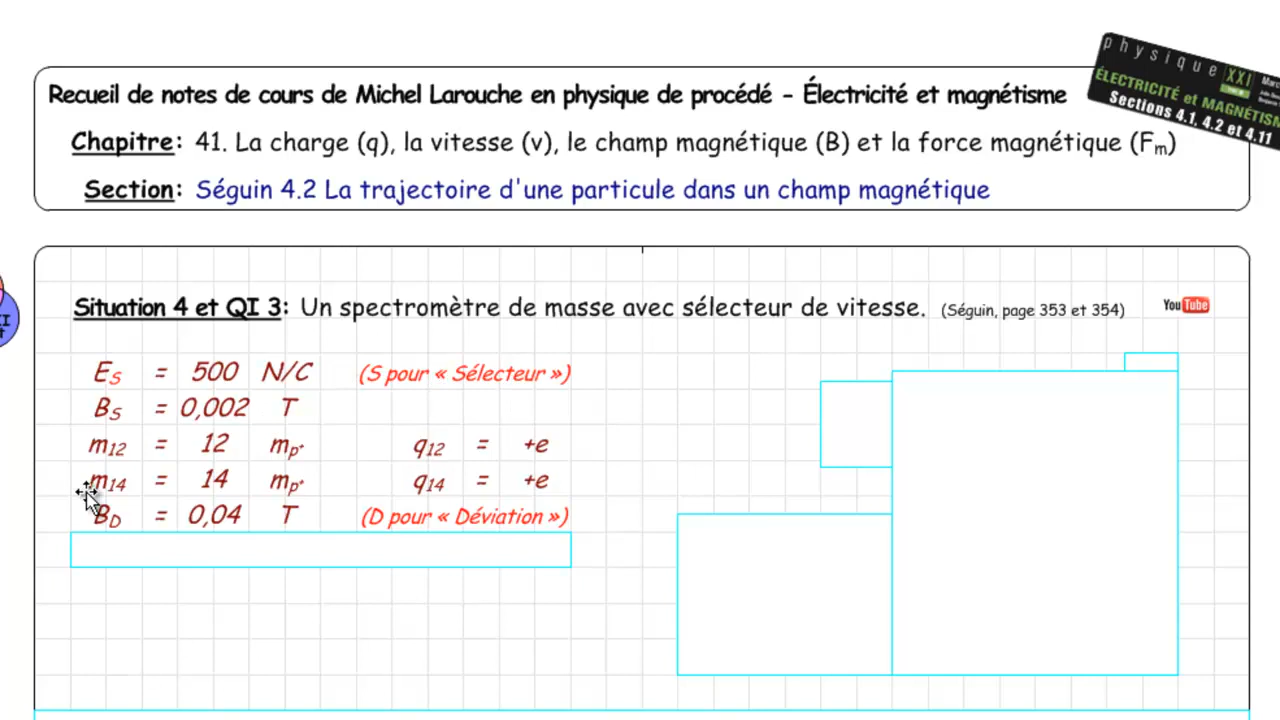 physique XXI
ÉLECTRICITÉ et MAGNÉTISM
Sections 4.1, 4.2 et 4.11
Recueil de notes de cours de Michel Larouche en physique de procédé - Électricité et magnétisme
Chapitre: 41. La charge (q), la vitesse (v), le champ magnétique (B) et la force magnétique (Fm)
Section: Séguin 4.2 La trajectoire d'une particule dans un champ magnétique
Situation 4 et QI 3: Un spectromètre de masse avec sélecteur de vitesse. (Séguin, page 353 et 354) YouTube
ES = 500 N/C (S pour « Sélecteur »)
BS = 0,002 T
m12 = 12 mp+ q12 = +e
m14 = 14 mp+ q14 = +e
BD = 0,04 T (D pour « Déviation »)